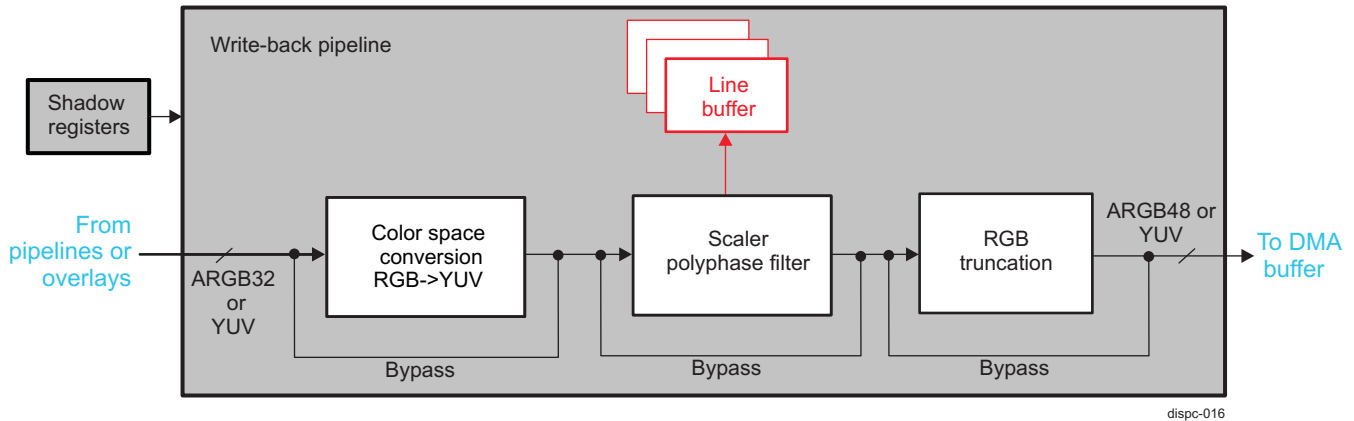 Write-back pipeline
Shadow
registers
Line
buffer
From
pipelines or
overlays
ARGB32
or
YUV
Color space
conversion
RGB->YUV
Scaler
polyphase filter
RGB
truncation
ARGB48 or
YUV
To DMA
buffer
Bypass
Bypass
Bypass
dispc-016